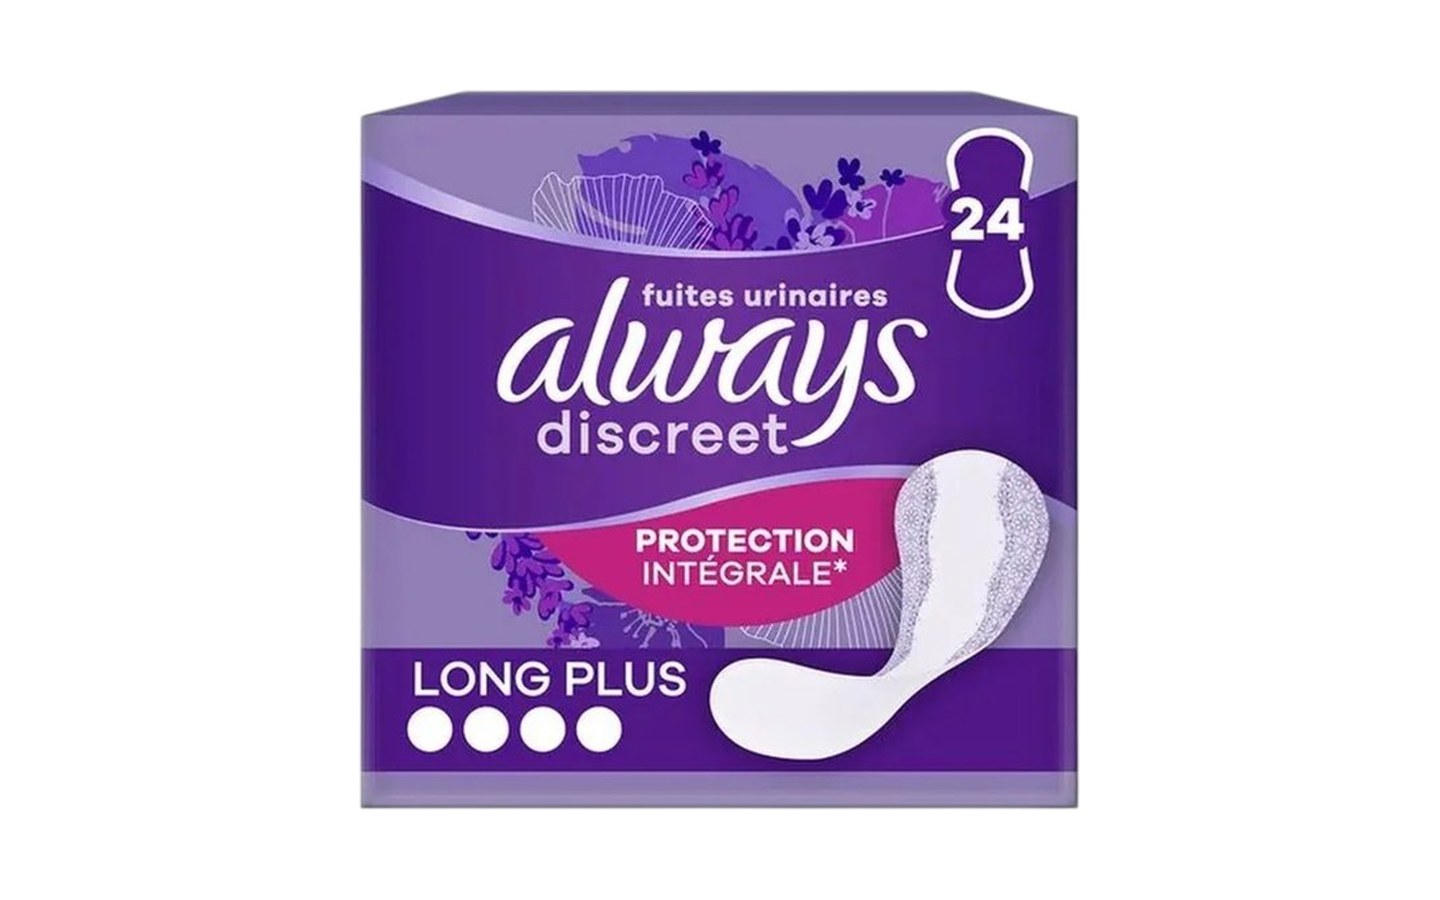 24
fuites urinaires
always
discreet
PROTECTION
INTÉGRALE*
LONG PLUS